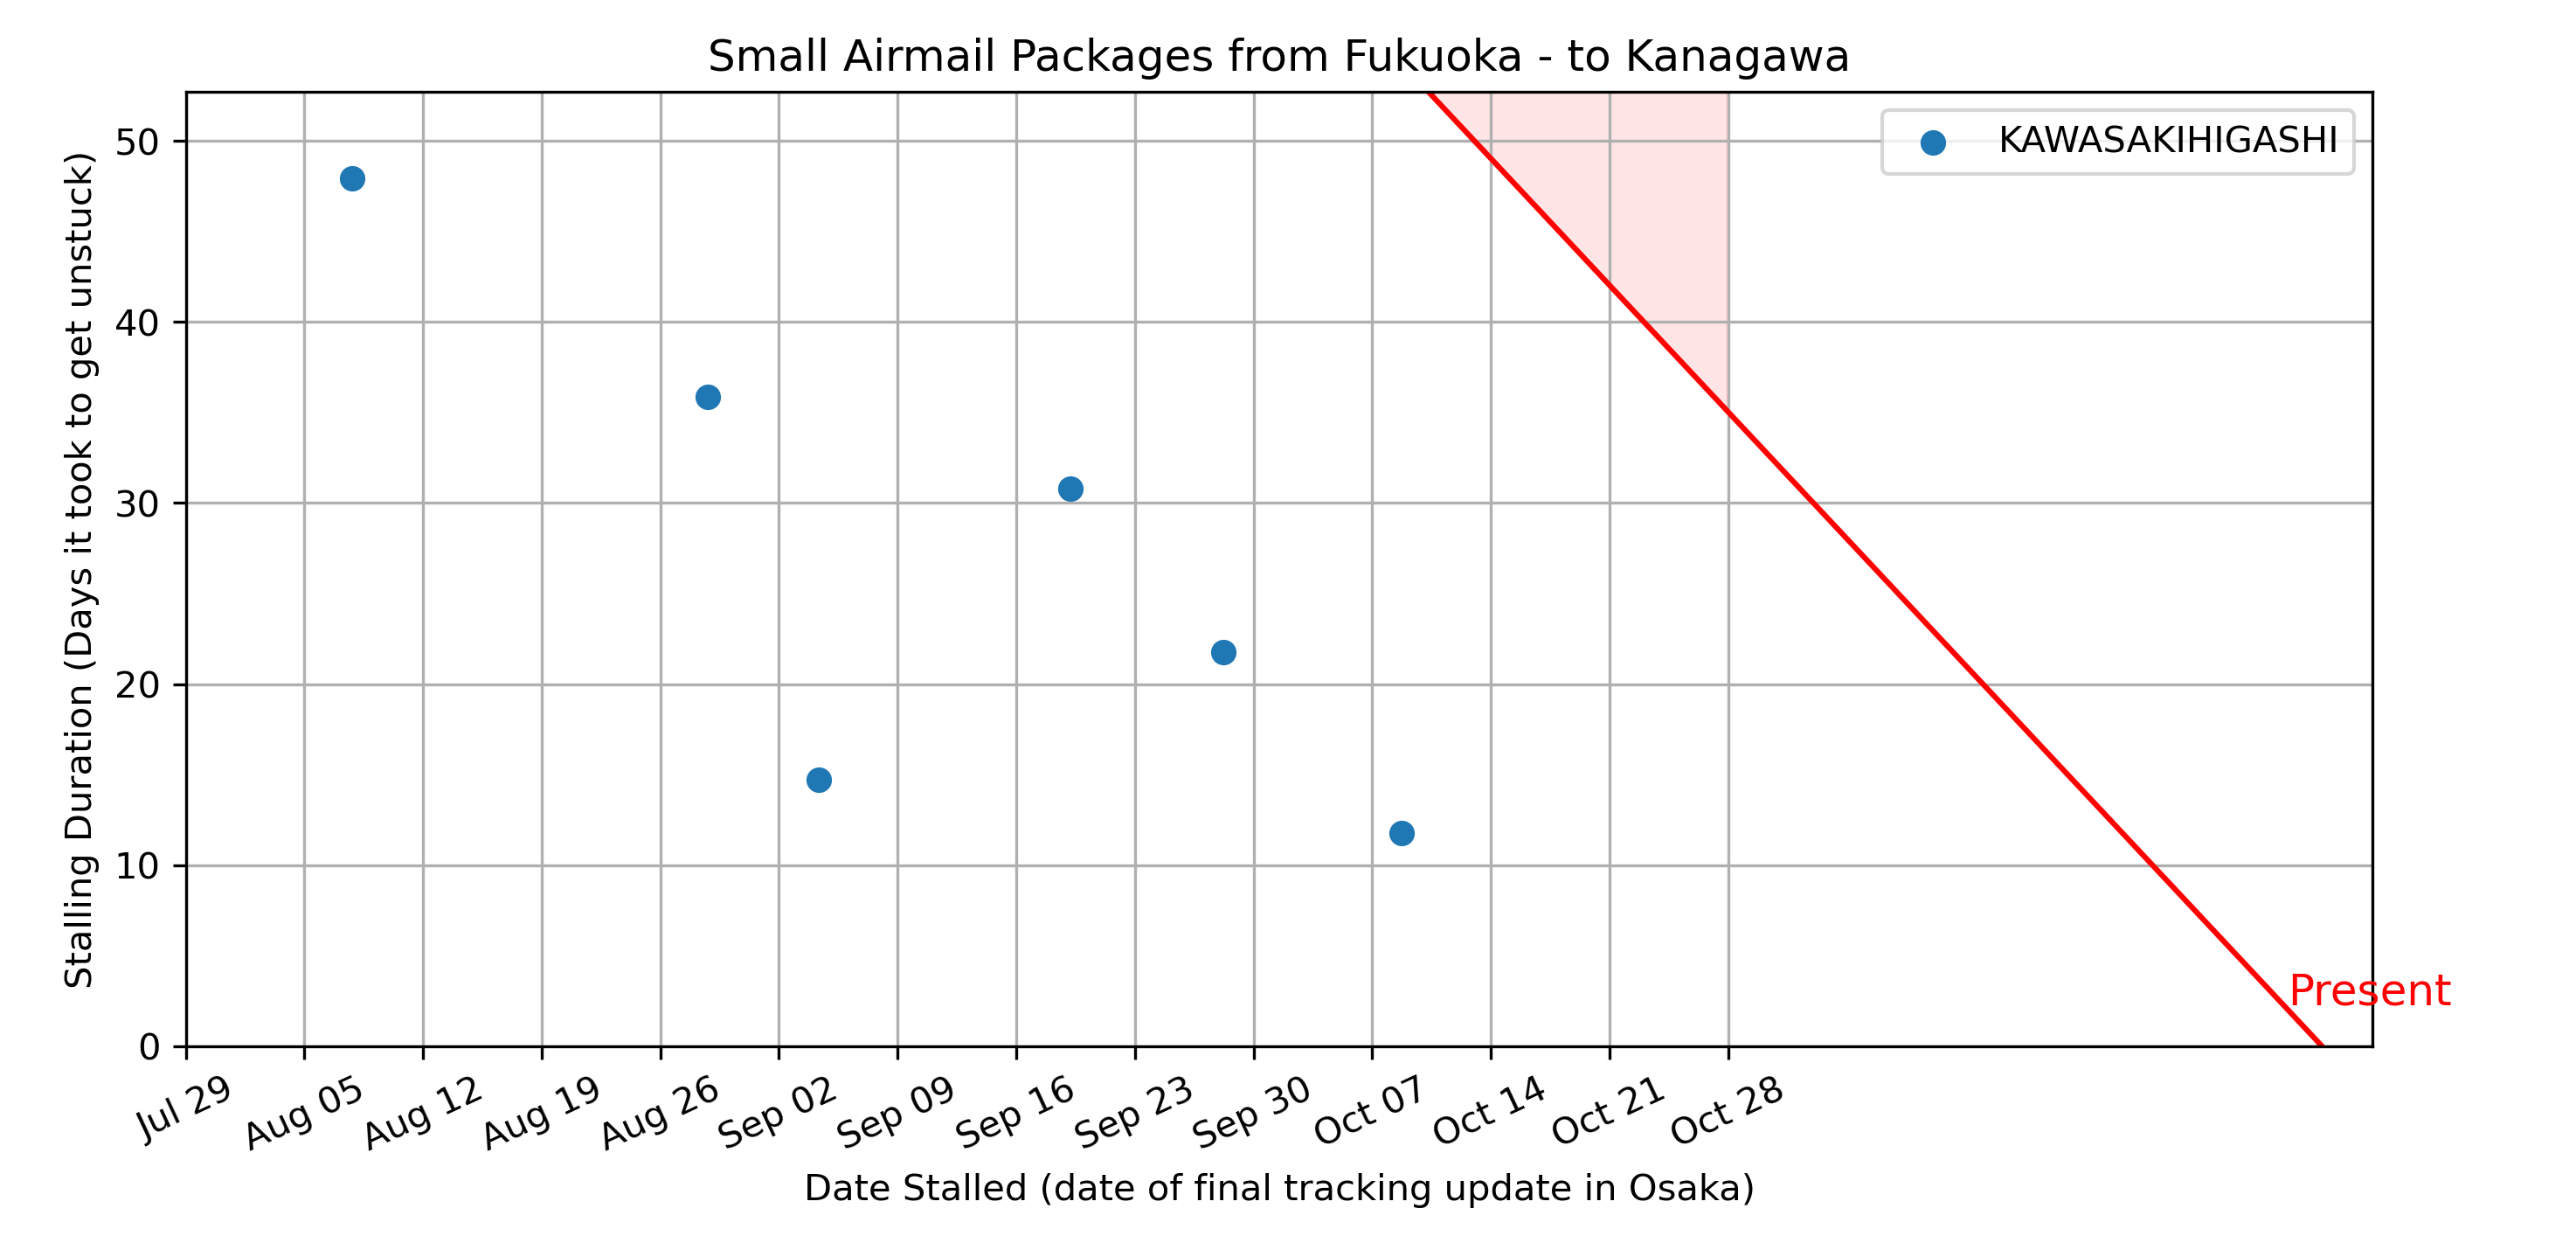 Small Airmail Packages from Fukuoka - to Kanagawa
KAWASAKIHIGASHI
Stalling Duration (Days it took to get unstuck)
50
40
30
20
10
0
Present
Jul 29
Aug 05
Aug 12
Aug 19
Aug 26
Sep 02
Sep 09
Sep 16
Sep 23
Sep 30
Oct 07
Oct 14
Oct 21
Oct 28
Date Stalled (date of final tracking update in Osaka)